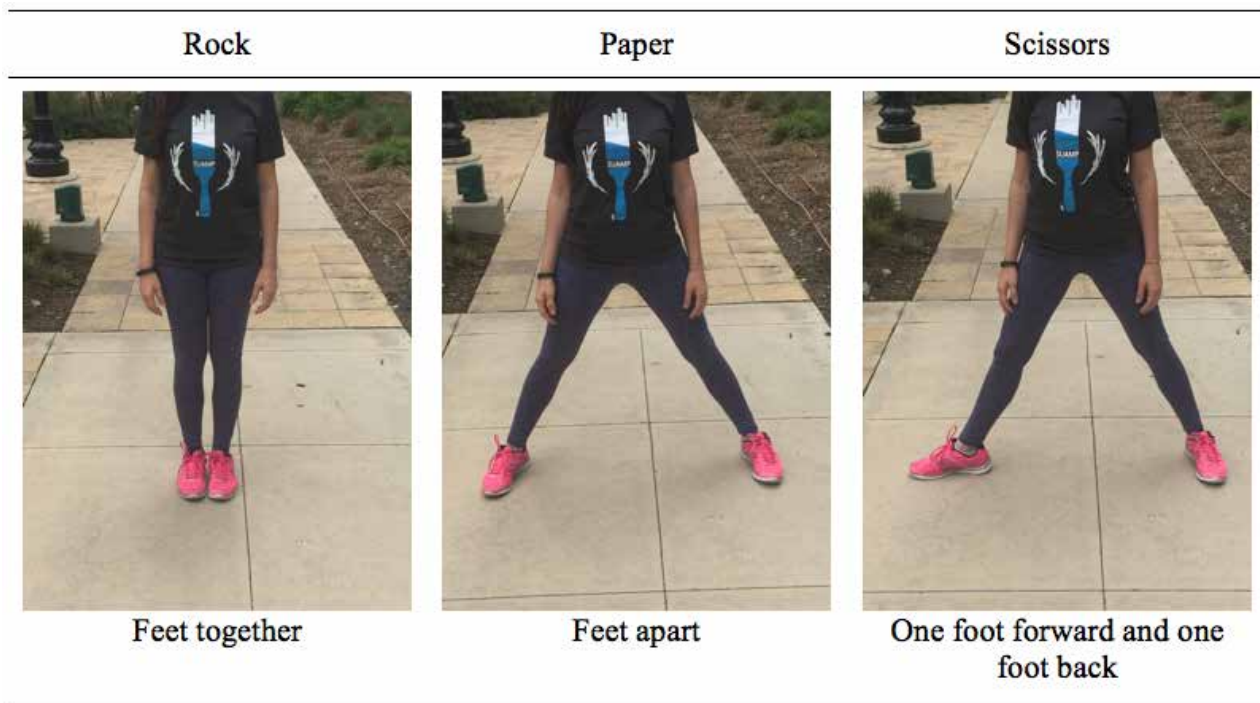 Rock
Paper
Scissors
Feet together
Feet apart
One foot forward and one
foot back